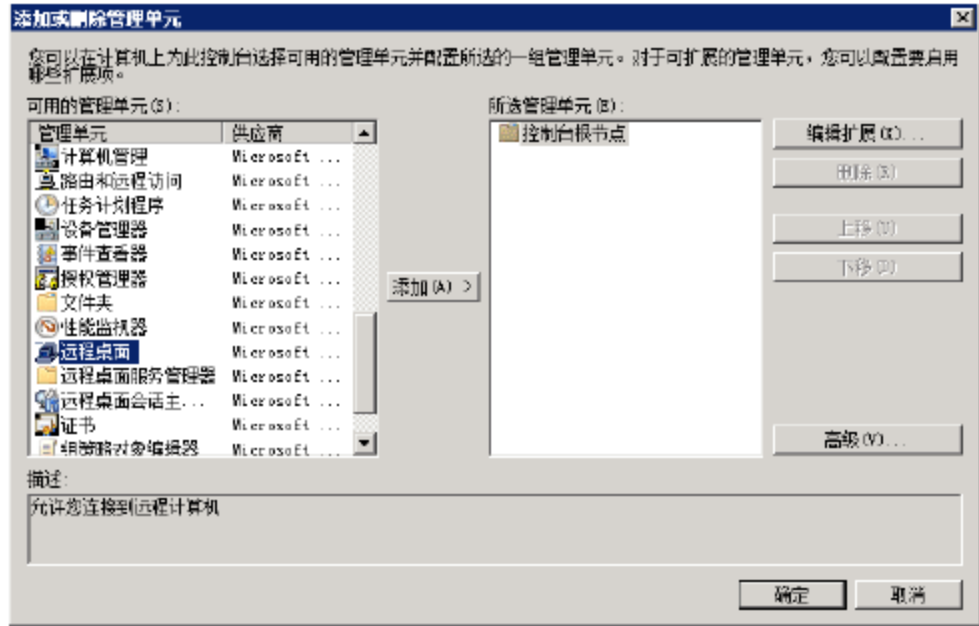 添加或删除管理单元
您可以在计算机上为此控制台选择可用的管理单元并配置所选的一组管理单元。对于可扩展的管理单元，您可以配置要启用
哪些扩展项。
可用的管理单元(S):
所选管理单元(E):
管理单元 供应商
计算机管理 Microsoft ...
路由和远程访问 Microsoft ...
任务计划程序 Microsoft ...
设备管理器 Microsoft ...
事件查看器 Microsoft ...
授权管理器 Microsoft ...
文件夹 Microsoft ...
性能监视器 Microsoft ...
远程桌面 Microsoft ...
远程桌面服务管理器 Microsoft ...
远程桌面会话主... Microsoft ...
证书 Microsoft ...
组策略对象编辑器 Microsoft ...
添加(A) >
控制台根节点
编辑扩展(X)...
删除(R)
上移(U)
下移(D)
高级(V)...
描述:
允许您连接到远程计算机
确定
取消